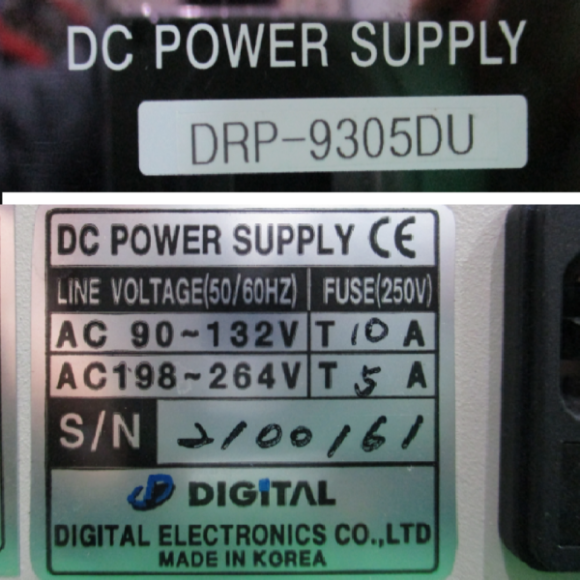 DC POWER SUPPLY
DRP-9305DU
DC POWER SUPPLY CE
LINE VOLTAGE(50/60HZ) FUSE(250V)
AC 90~132V T 10 A
AC198~264V T 5 A
S/N 2100161
DIGITAL
DIGITAL ELECTRONICS CO.,LTD
MADE IN KOREA